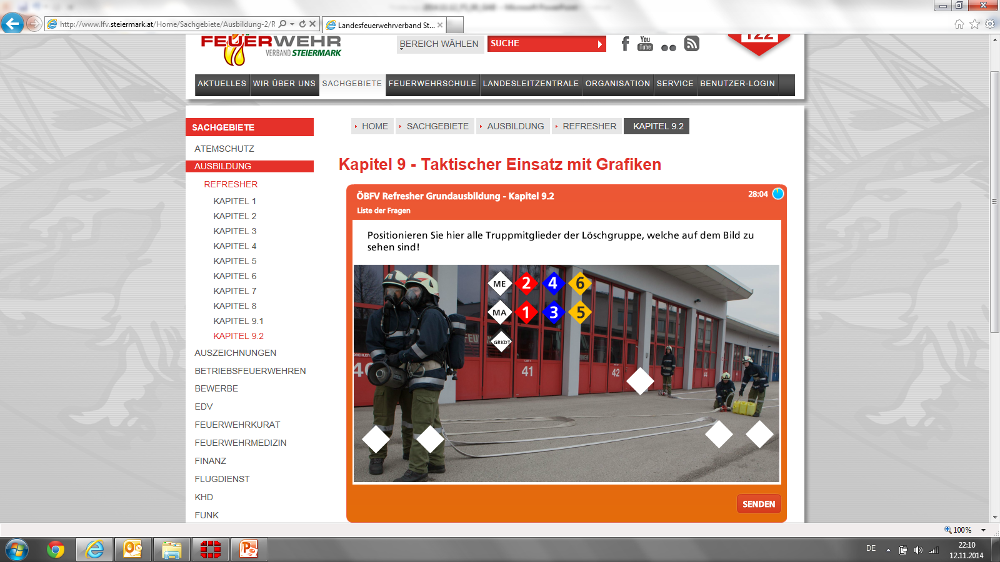 http://www.lfv.steiermark.at/Home/Sachgebiete/Ausbildung-2/R
Landesfeuerwehrverband St...
FEUERWEHR
VERBAND STEIERMARK
BEREICH WÄHLEN
SUCHE
You
Tube
122
AKTUELLES
WIR ÜBER UNS
SACHGEBIETE
FEUERWEHRSCHULE
LANDESLEITZENTRALE
ORGANISATION
SERVICE
BENUTZER-LOGIN
SACHGEBIETE
ATEMSCHUTZ
AUSBILDUNG
REFRESHER
KAPITEL 1
KAPITEL 2
KAPITEL 3
KAPITEL 4
KAPITEL 5
KAPITEL 6
KAPITEL 7
KAPITEL 8
KAPITEL 9.1
KAPITEL 9.2
AUSZEICHNUNGEN
BETRIEBSFEUERWEHREN
BEWERBE
EDV
FEUERWEHRKURAT
FEUERWEHRMEDIZIN
FINANZ
FLUGDIENST
KHD
FUNK
HOME
SACHGEBIETE
AUSBILDUNG
REFRESHER
KAPITEL 9.2
Kapitel 9 - Taktischer Einsatz mit Grafiken
ÖBFV Refresher Grundausbildung - Kapitel 9.2
28:04
Liste der Fragen
Positionieren Sie hier alle Truppmitglieder der Löschgruppe, welche auf dem Bild zu
sehen sind!
ME 2 4 6
MA 1 3 5
GRKDT
40
41
42
44
SENDEN
100%
DE
22:10
12.11.2014